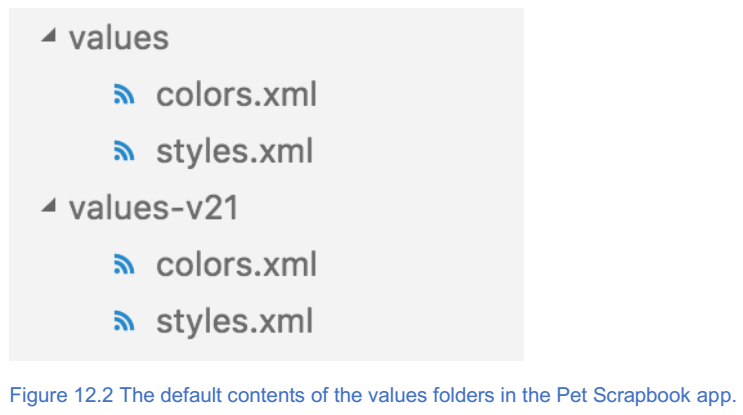 values
colors.xml
styles.xml
values-v21
colors.xml
styles.xml
Figure 12.2 The default contents of the values folders in the Pet Scrapbook app.